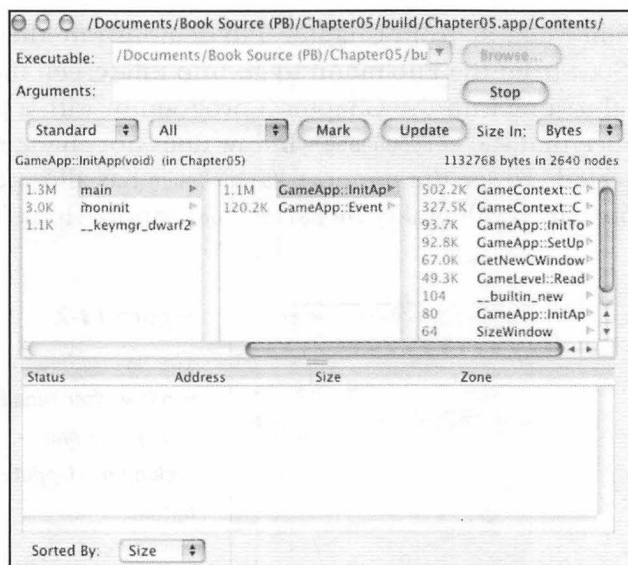 /Documents/Book Source (PB)/Chapter05/build/Chapter05.app/Contents/
Executable: /Documents/Book Source (PB)/Chapter05/bu Browse...
Arguments: Stop
Standard All Mark Update Size In: Bytes
GameApp::InitApp(void) (in Chapter05) 1132768 bytes in 2640 nodes
1.3M main
3.0K moninit
1.1K __keymgr_dwarf2
1.1M GameApp::InitAp
120.2K GameApp::Event
502.2K GameContext::C
327.5K GameContext::C
93.7K GameApp::InitTo
92.8K GameApp::SetUp
67.0K GetNewCWindow
49.3K GameLevel::Read
104 __builtin_new
80 GameApp::InitAp
64 SizeWindow
Status Address Size Zone
Sorted By: Size